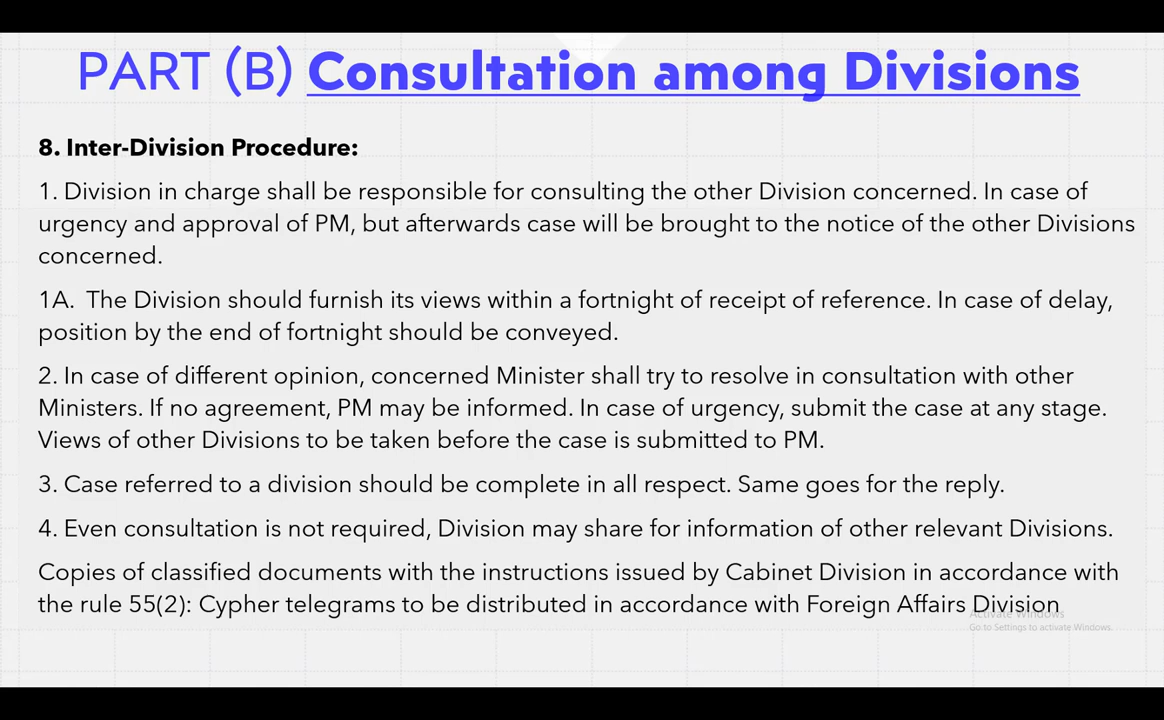 PART (B) Consultation among Divisions
8. Inter-Division Procedure:
1. Division in charge shall be responsible for consulting the other Division concerned. In case of
urgency and approval of PM, but afterwards case will be brought to the notice of the other Divisions
concerned.
1A.  The Division should furnish its views within a fortnight of receipt of reference. In case of delay,
position by the end of fortnight should be conveyed.
2. In case of different opinion, concerned Minister shall try to resolve in consultation with other
Ministers. If no agreement, PM may be informed. In case of urgency, submit the case at any stage.
Views of other Divisions to be taken before the case is submitted to PM.
3. Case referred to a division should be complete in all respect. Same goes for the reply.
4. Even consultation is not required, Division may share for information of other relevant Divisions.
Copies of classified documents with the instructions issued by Cabinet Division in accordance with
the rule 55(2): Cypher telegrams to be distributed in accordance with Foreign Affairs Division
Activate Windows
Go to Settings to activate Windows.